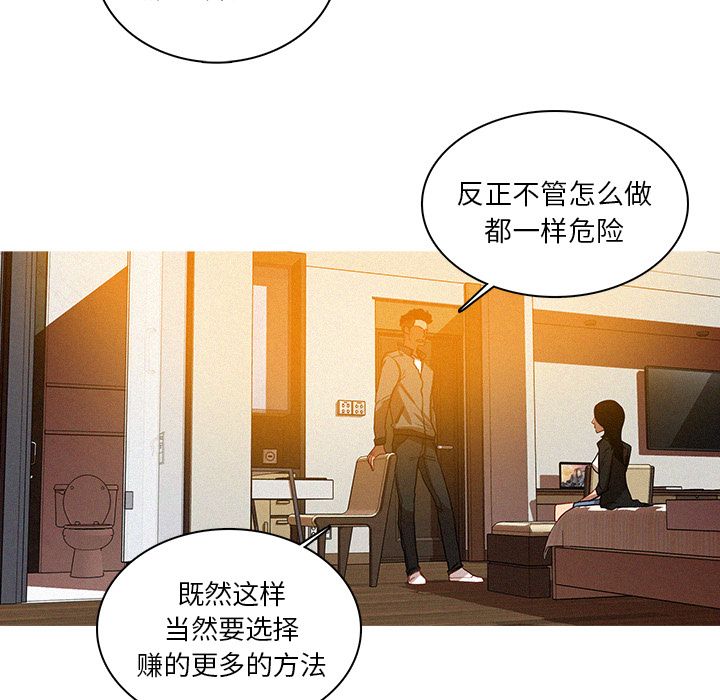 反正不管怎么做
都一样危险
既然这样
当然要选择
赚的更多的方法